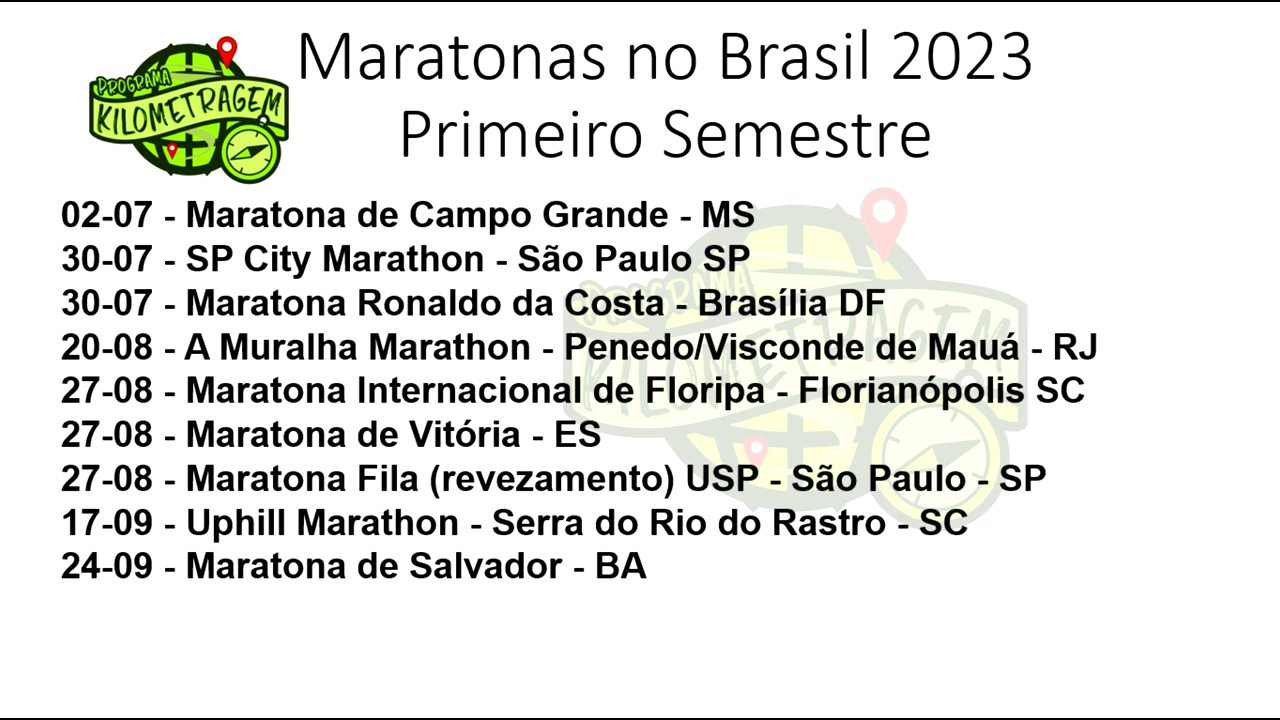 PROGRAMA
KILOMETRAGEM
Maratonas no Brasil 2023
Primeiro Semestre
02-07 - Maratona de Campo Grande - MS
30-07 - SP City Marathon - São Paulo SP
30-07 - Maratona Ronaldo da Costa - Brasília DF
20-08 - A Muralha Marathon - Penedo/Visconde de Mauá - RJ
27-08 - Maratona Internacional de Floripa - Florianópolis SC
27-08 - Maratona de Vitória - ES
27-08 - Maratona Fila (revezamento) USP - São Paulo - SP
17-09 - Uphill Marathon - Serra do Rio do Rastro - SC
24-09 - Maratona de Salvador - BA
PROGRAMA
KILOMETRAGEM